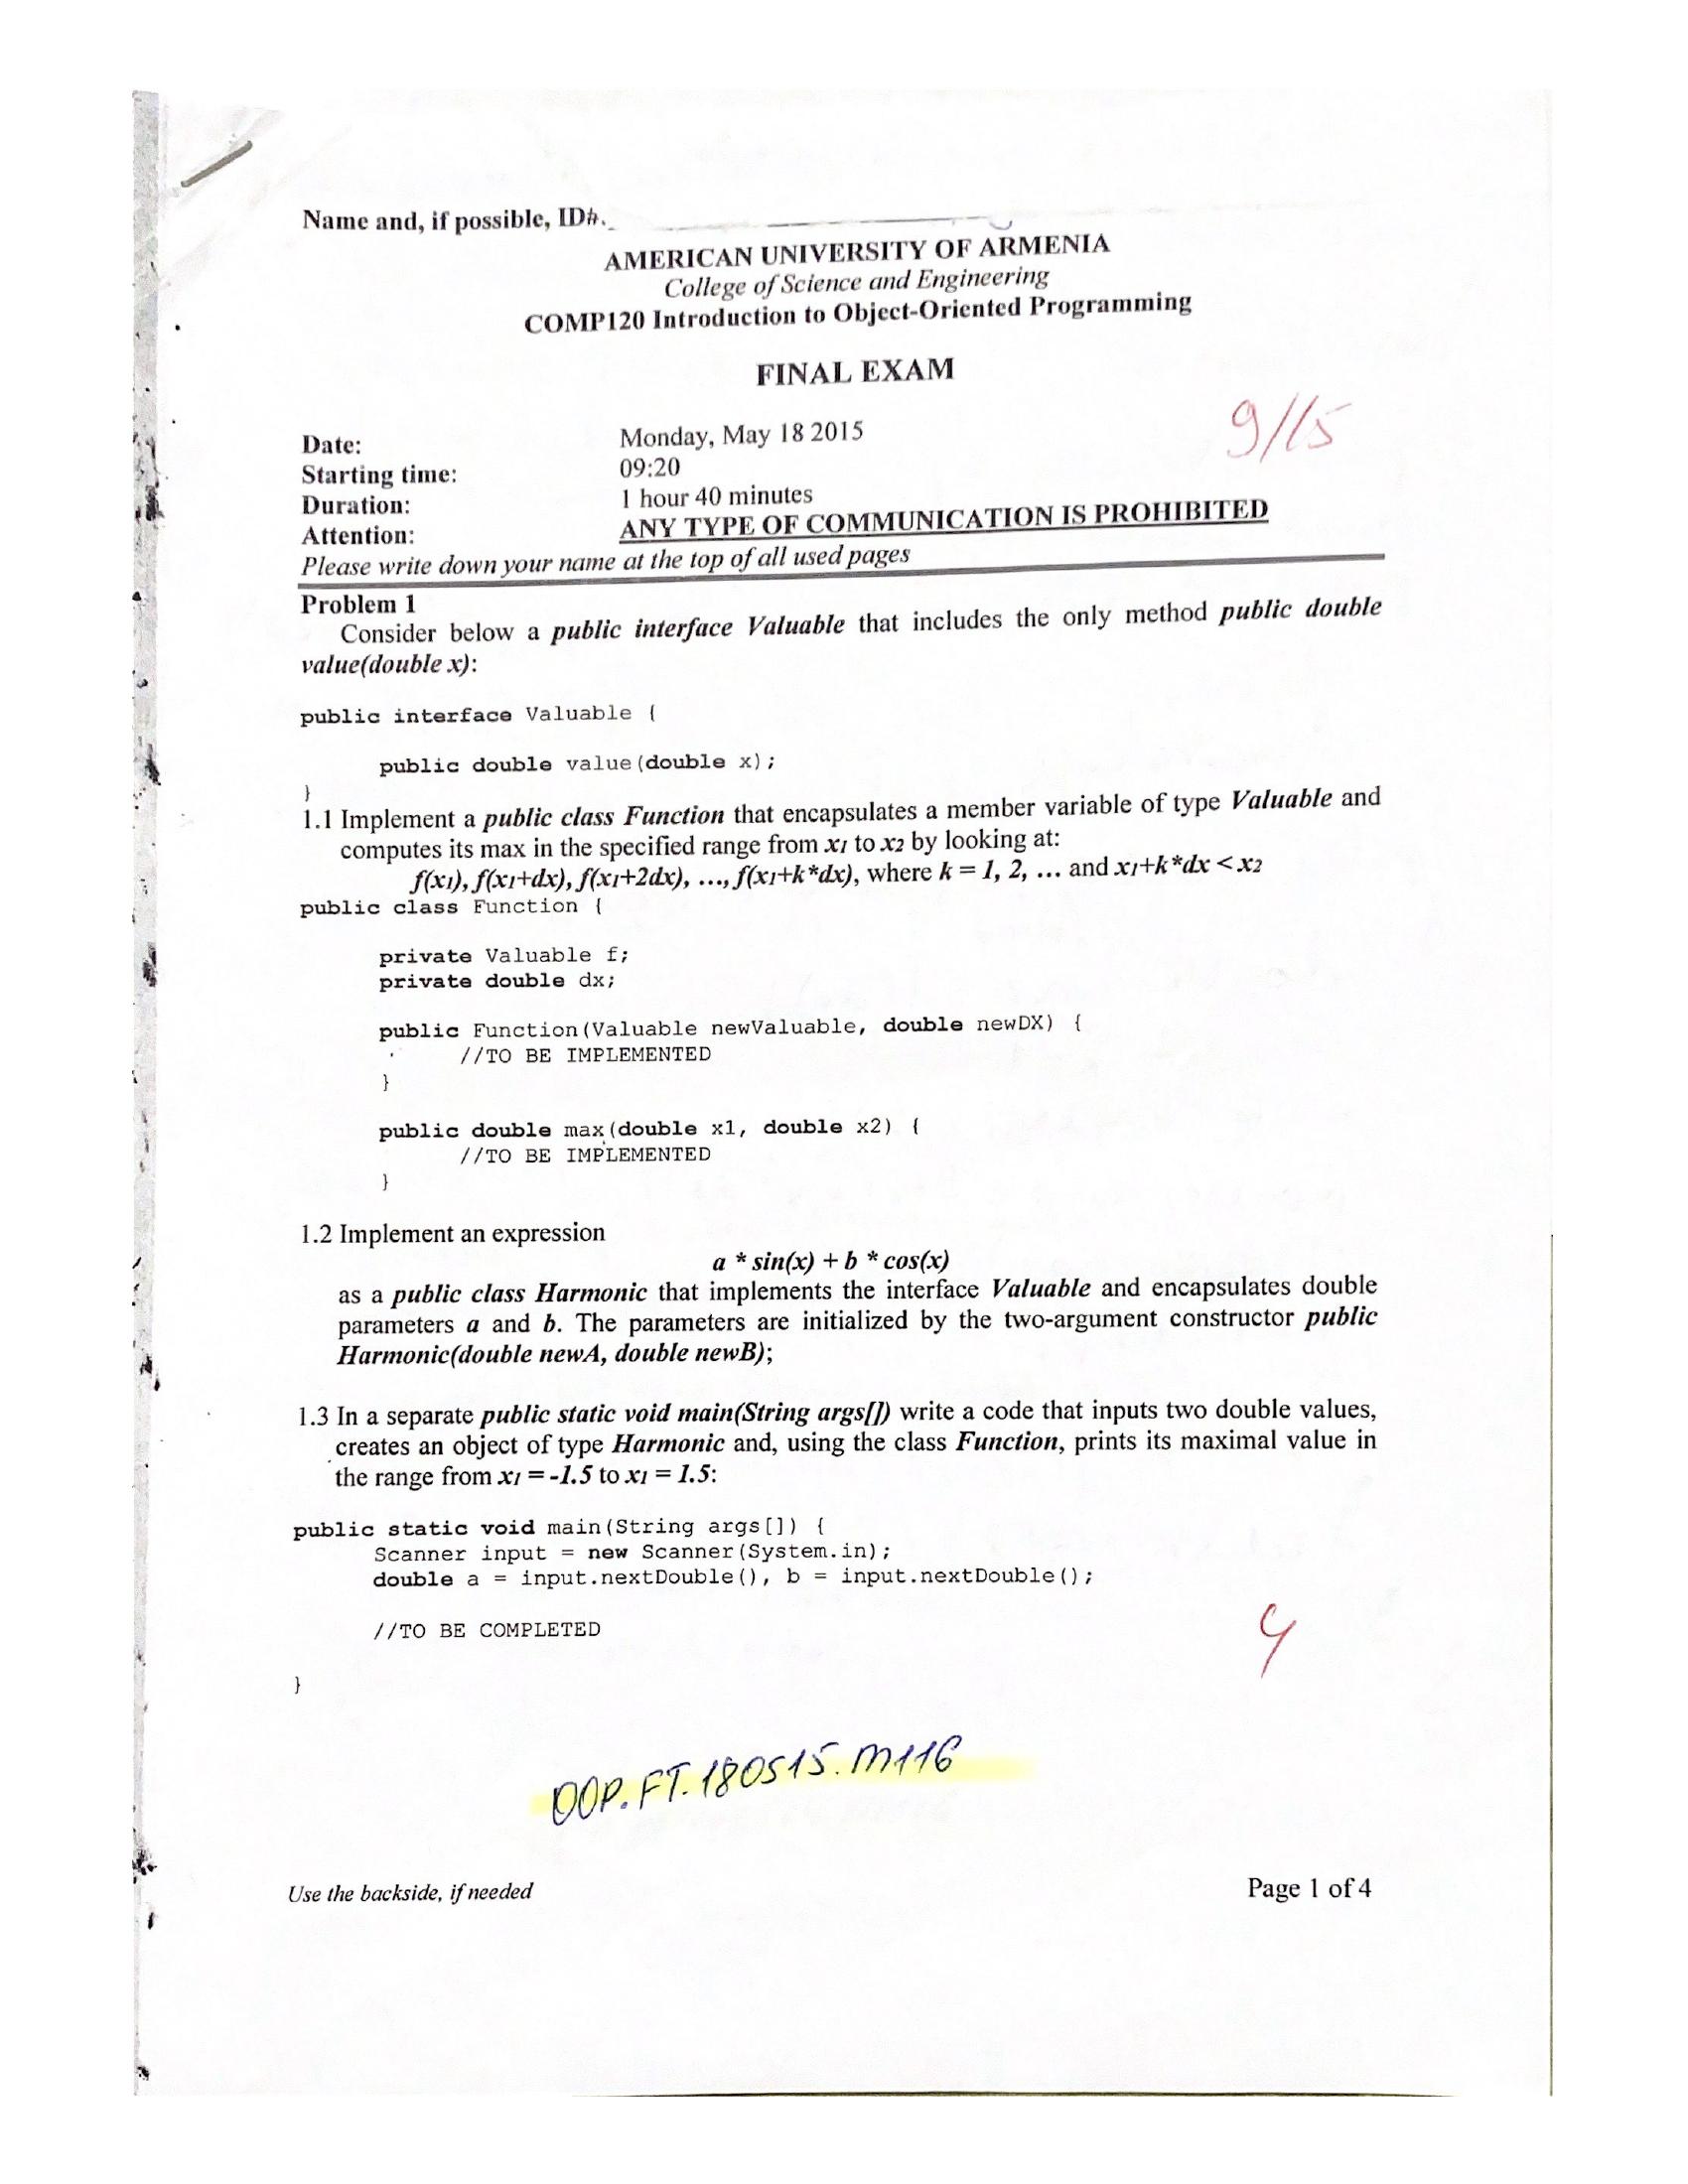 Name and, if possible, ID#.
AMERICAN UNIVERSITY OF ARMENIA
College of Science and Engineering
COMP120 Introduction to Object-Oriented Programming
FINAL EXAM
9/15
Date: Monday, May 18 2015
Starting time: 09:20
Duration: 1 hour 40 minutes
Attention: ANY TYPE OF COMMUNICATION IS PROHIBITED
Please write down your name at the top of all used pages
Problem 1
Consider below a public interface Valuable that includes the only method public double
value(double x):
public interface Valuable {
public double value(double x);
}
1.1 Implement a public class Function that encapsulates a member variable of type Valuable and
computes its max in the specified range from x1 to x2 by looking at:
f(x1), f(x1+dx), f(x1+2dx), ..., f(x1+k*dx), where k = 1, 2, ... and x1+k*dx < x2
public class Function {
private Valuable f;
private double dx;
public Function(Valuable newValuable, double newDX) {
//TO BE IMPLEMENTED
}
public double max(double x1, double x2) {
//TO BE IMPLEMENTED
}
1.2 Implement an expression
a * sin(x) + b * cos(x)
as a public class Harmonic that implements the interface Valuable and encapsulates double
parameters a and b. The parameters are initialized by the two-argument constructor public
Harmonic(double newA, double newB);
1.3 In a separate public static void main(String args[]) write a code that inputs two double values,
creates an object of type Harmonic and, using the class Function, prints its maximal value in
the range from x1 = -1.5 to x1 = 1.5:
public static void main(String args[]) {
Scanner input = new Scanner(System.in);
double a = input.nextDouble(), b = input.nextDouble();
//TO BE COMPLETED
4
}
OOP.FT.180515.M116
Use the backside, if needed
Page 1 of 4